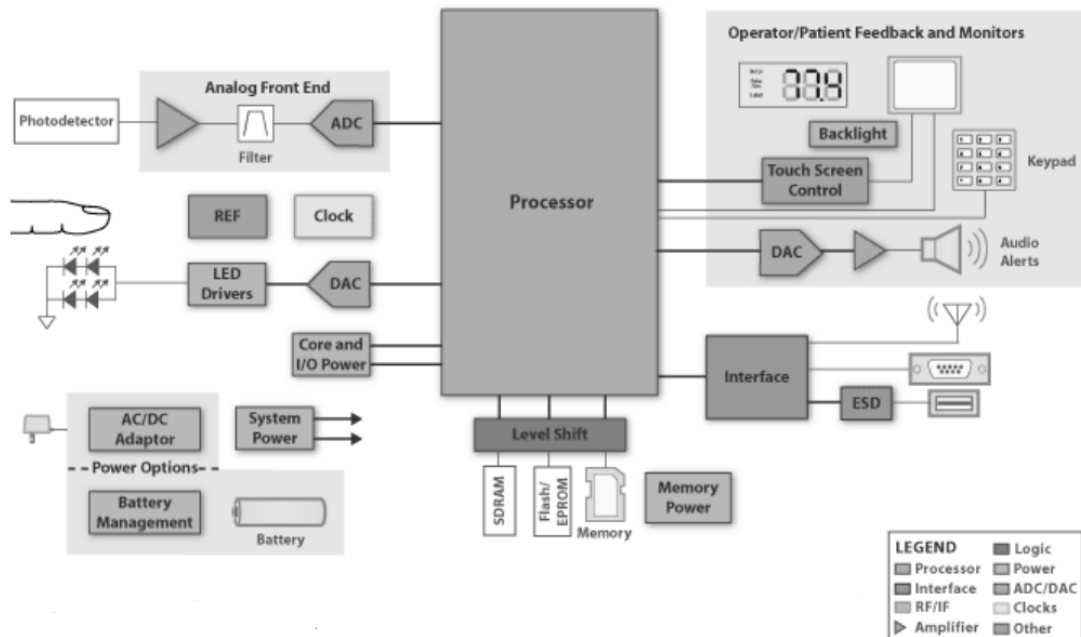 Operator/Patient Feedback and Monitors
Analog Front End
Photodetector
ADC
Filter
77.4
Backlight
Keypad
Touch Screen
Control
Processor
REF
Clock
DAC
Audio
Alerts
LED
Drivers
DAC
Core and
I/O Power
Interface
ESD
AC/DC
Adaptor
System
Power
Power Options
Level Shift
Battery
Management
Battery
SDRAM
Flash/
EPROM
Memory
Memory
Power
LEGEND
Logic
Processor
Power
Interface
ADC/DAC
RF/IF
Clocks
Amplifier
Other